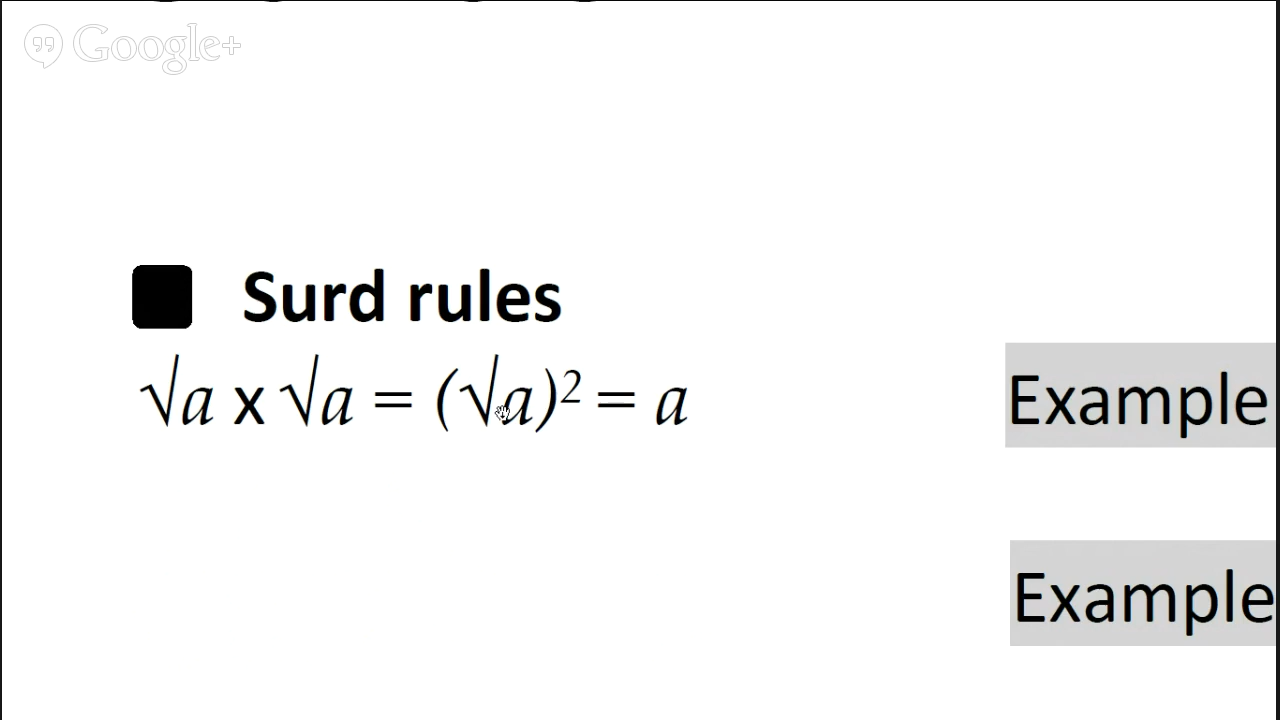 Google+
Surd rules
√a x √a = (√a)² = a
Example
Example